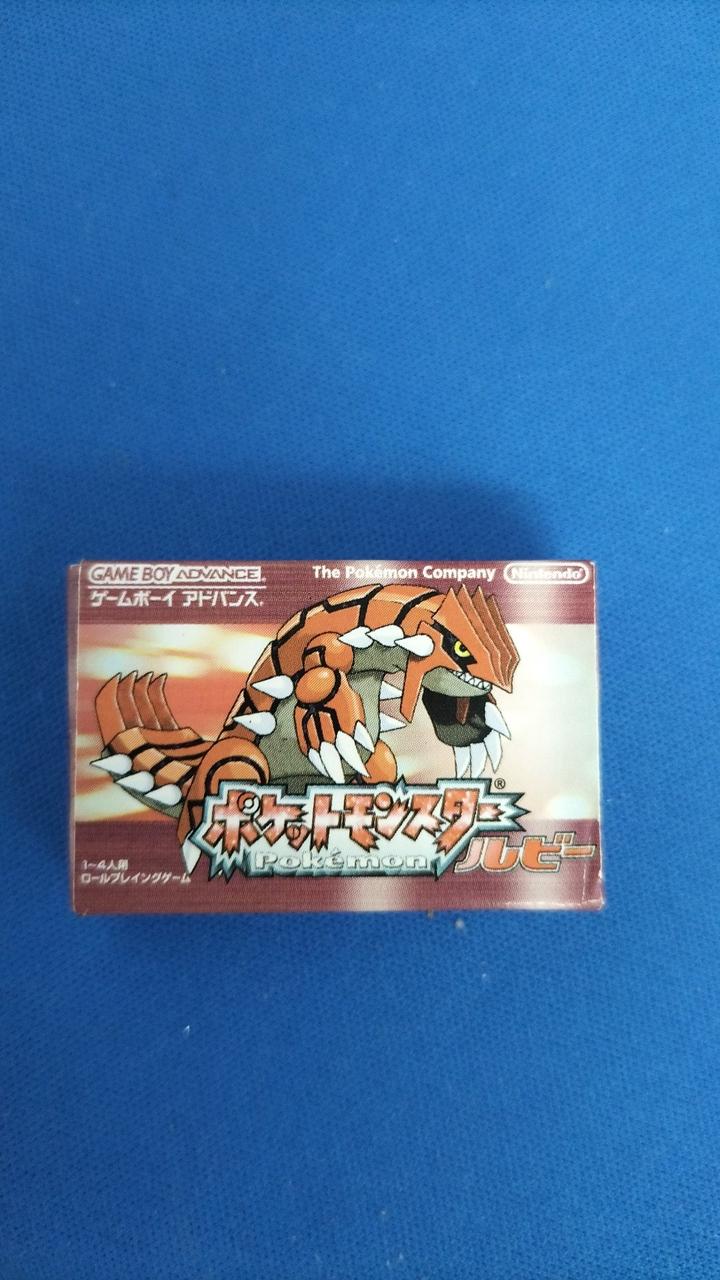 GAME BOY ADVANCE
The Pokémon Company Nintendo®
ゲームボーイ アドバンス®
ポケットモンスター®
Pokémon
ルビー
1~4人用
ロールプレイングゲーム